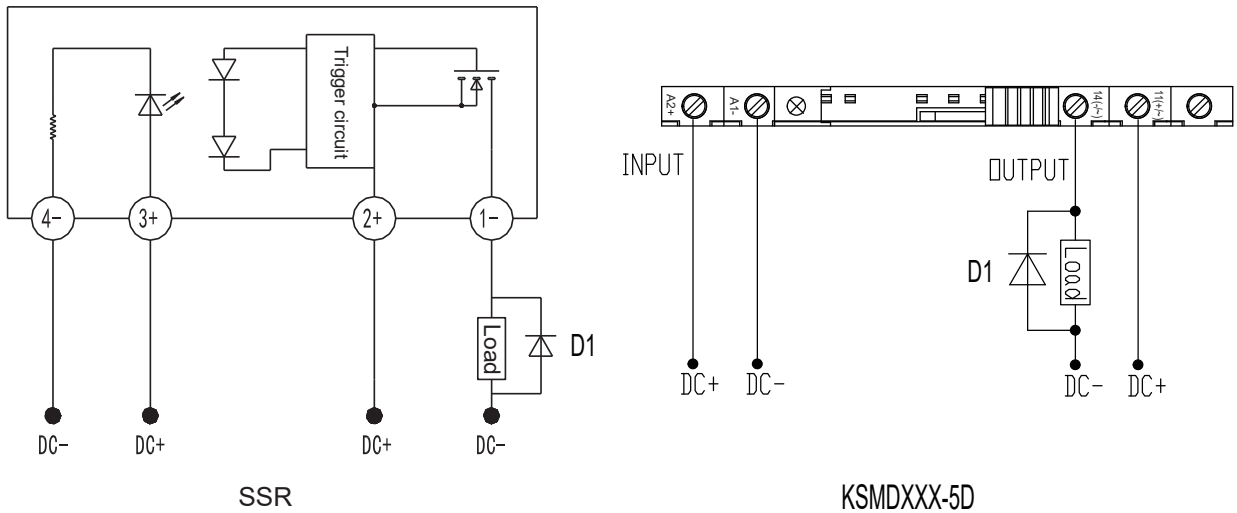 Trigger circuit
4-
3+
2+
1-
Load
D1
DC-
DC+
DC+
DC-
SSR
A2+
A1-
14(-/~)
11(+/~)
INPUT
OUTPUT
D1
Load
DC+
DC-
DC-
DC+
KSMDXXX-5D